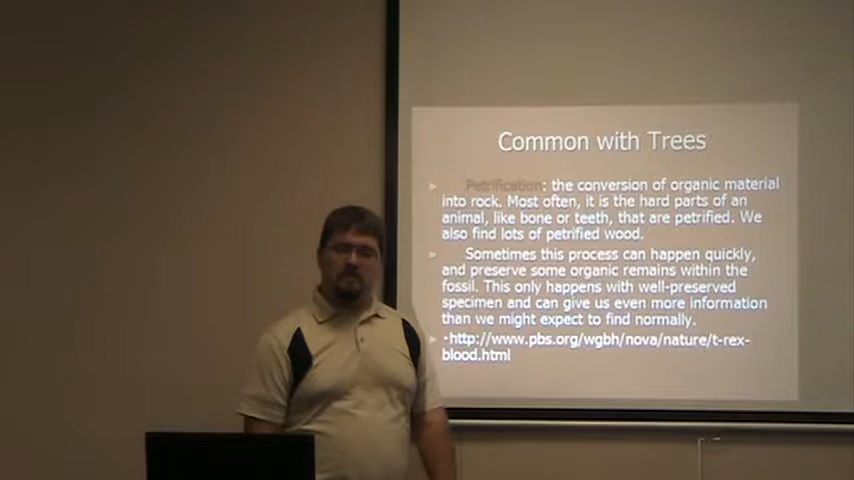 Common with Trees
Petrification: the conversion of organic material
into rock. Most often, it is the hard parts of an
animal, like bone or teeth, that are petrified. We
also find lots of petrified wood.
Sometimes this process can happen quickly,
and preserve some organic remains within the
fossil. This only happens with well-preserved
specimen and can give us even more information
than we might expect to find normally.
·http://www.pbs.org/wgbh/nova/nature/t-rex-
blood.html